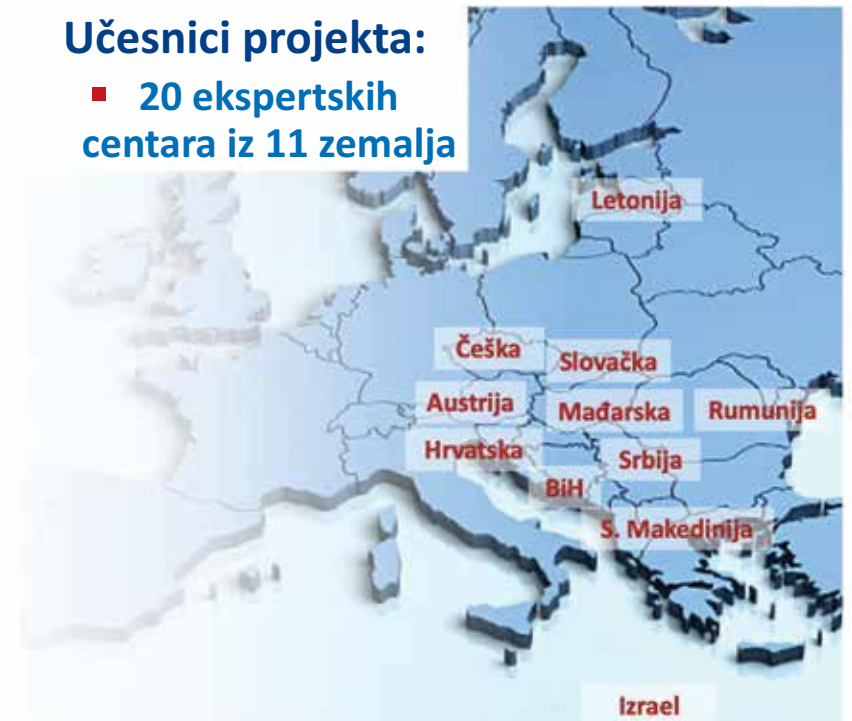 Učesnici projekta:
20 ekspertskih
centara iz 11 zemalja
Letonija
Češka
Slovačka
Austrija
Mađarska
Rumunija
Hrvatska
Srbija
BiH
S. Makedinija
Izrael